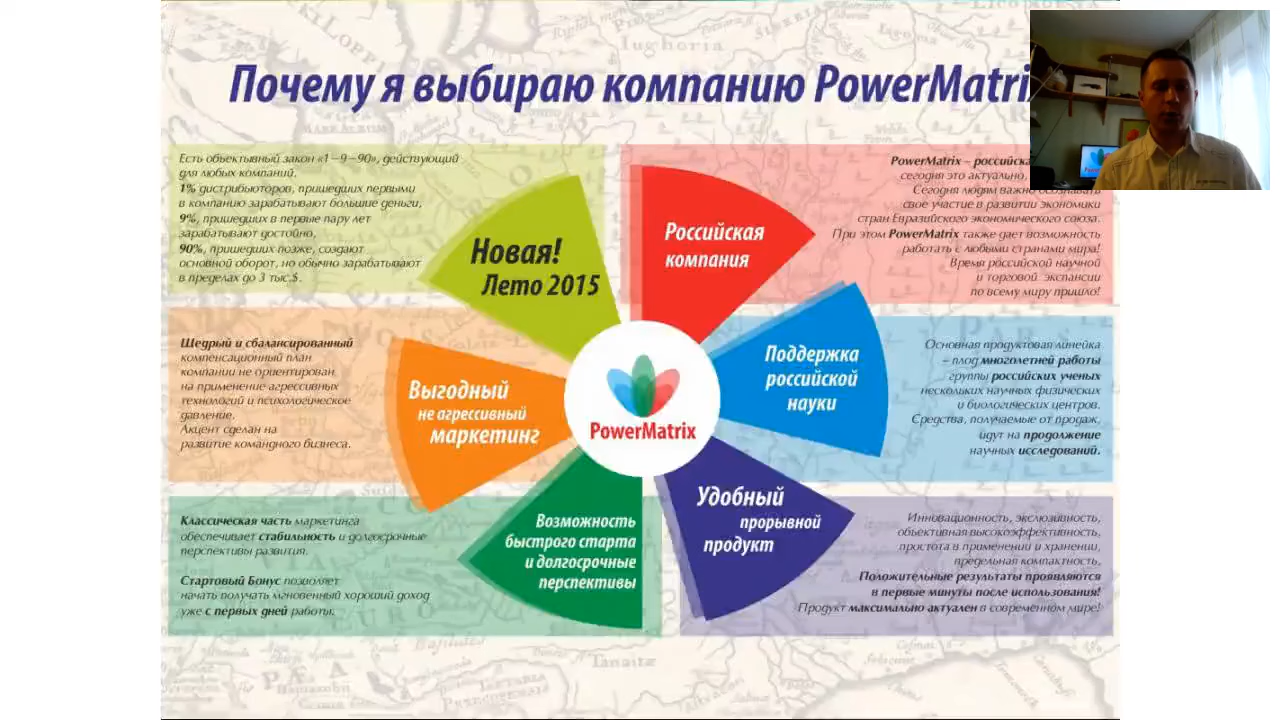 Почему я выбираю компанию PowerMatri
Есть объектывный закон «1−9−90», действующий
для любых компаний.
1% дистрибьюторов, пришедших первыми
в компанию зарабатывают большие деньги,
9%, пришедших в первые пару лет
зарабатывают достойно,
90%, пришедших позже, создают
основной оборот, но обычно зарабатывают
в пределах до 3 тыс.$.
Новая!
Лето 2015
Российская
компания
PowerMatrix – российска
сегодня это актуально,
Сегодня людям важно осознавать
свое участие в развитии экономики
стран Евразийского экономического союза.
При этом PowerMatrix также дает возможность
работать с любыми странами мира!
Время российской научной
и торговой экспансии
по всему миру пришло!
Щедрый и сбалансированный
компенсационный план
компании не ориентирован
на применение агрессивных
технологий и психологическое
давление.
Акцент сделан на
развитие командного бизнеса.
Выгодный
не агрессивный
маркетинг
PowerMatrix
Поддержка
российской
науки
Основная продуктовая линейка
– плод многолетней работы
группы российских ученых
нескольких научных физических
и биологических центров.
Средства, получаемые от продаж,
идут на продолжение
научных исследований.
Классическая часть маркетинга
обеспечивает стабильность и долгосрочные
перспективы развития.
Стартовый Бонус позволяет
начать получать мгновенный хороший доход
уже с первых дней работы.
Возможность
быстрого старта
и долгосрочные
перспективы
Удобный
прорывной
продукт
Инновационность, эксклюзивность,
объективная высокоэффективность,
простота в применении и хранении,
предельная компактность.
Положительные результаты проявляются
в первые минуты после использования!
Продукт максимально актуален в современном мире!